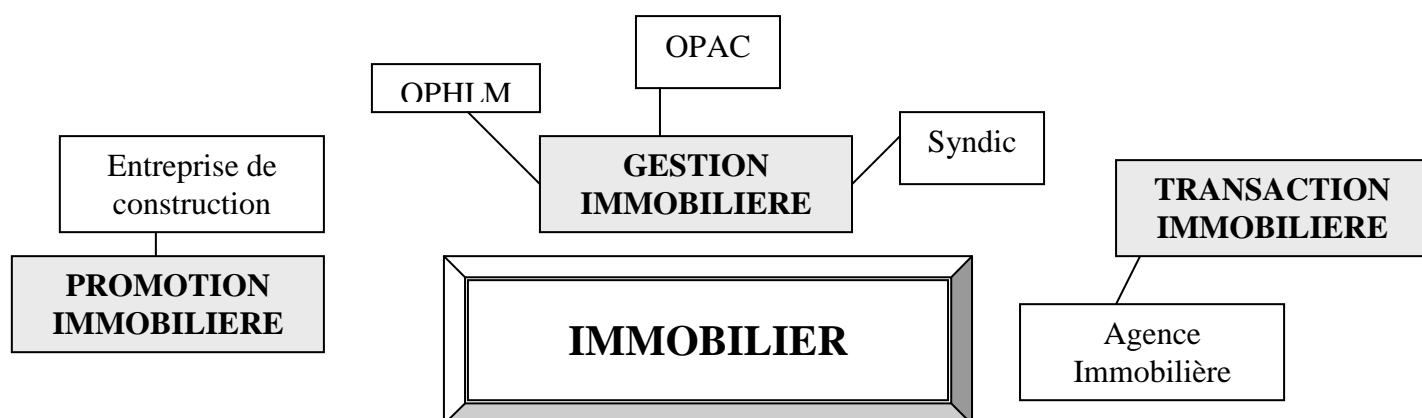 OPAC
OPHLM
Syndic
GESTION
IMMOBILIERE
Entreprise de
construction
TRANSACTION
IMMOBILIERE
PROMOTION
IMMOBILIERE
IMMOBILIER
Agence
Immobilière